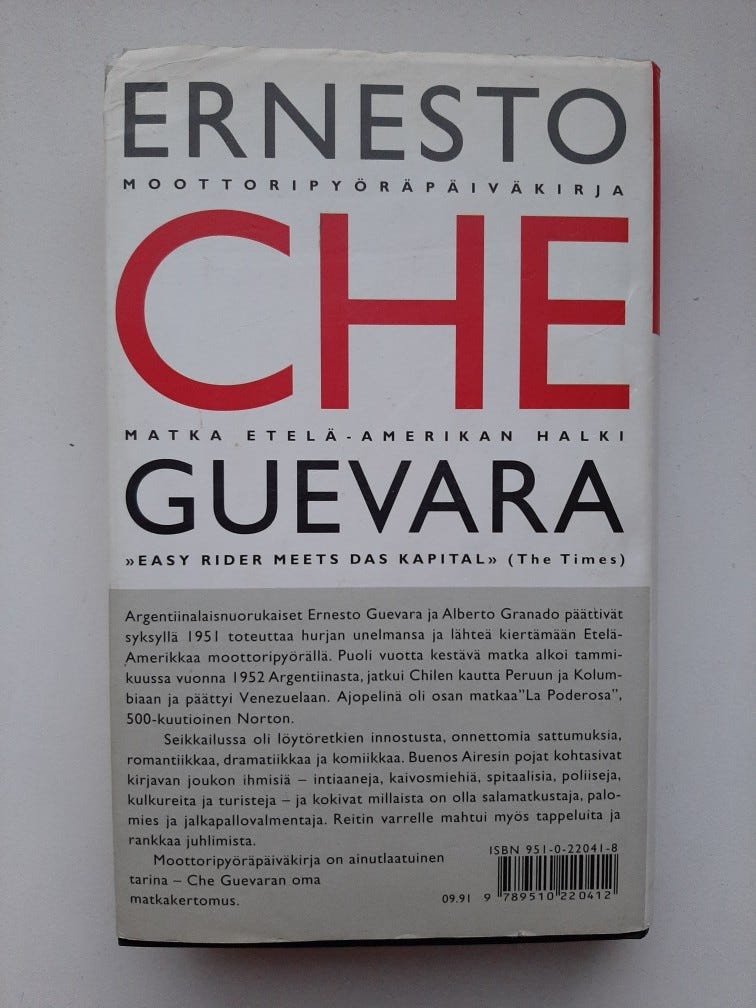 ERNESTO
MOOTTORIPYÖRÄPÄIVÄKIRJA
CHE
MATKA ETELÄ-AMERIKAN HALKI
GUEVARA
»EASY RIDER MEETS DAS KAPITAL» (The Times)
Argentiinalaisnuorukaiset Ernesto Guevara ja Alberto Granado päättivät
syksyllä 1951 toteuttaa hurjan unelmansa ja lähteä kiertämään Etelä-
Amerikkaa moottoripyörällä. Puoli vuotta kestävä matka alkoi tammi-
kuussa vuonna 1952 Argentiinasta, jatkui Chilen kautta Peruun ja Kolum-
biaan ja päättyi Venezuelaan. Ajopelinä oli osan matkaa "La Poderosa",
500-kuutioinen Norton.
Seikkailussa oli löytöretkien innostusta, onnettomia sattumuksia,
romantiikkaa, dramatiikkaa ja komiikkaa. Buenos Airesin pojat kohtasivat
kirjavan joukon ihmisiä – intiaaneja, kaivosmiehiä, spitaalisia, poliiseja,
kulkureita ja turisteja – ja kokivat millaista on olla salamatkustaja, palo-
mies ja jalkapallovalmentaja. Reitin varrelle mahtui myös tappeluita ja
rankkaa juhlimista.
Moottoripyöräpäiväkirja on ainutlaatuinen
tarina – Che Guevaran oma
matkakertomus.
ISBN 951-0-22041-8
09.91 9 789510 220412